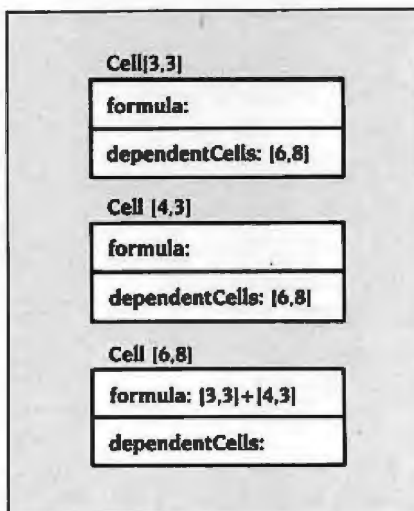 Cell[3,3]
formula:
dependentCells: [6,8]
Cell [4,3]
formula:
dependentCells: [6,8]
Cell [6,8]
formula: [3,3]+[4,3]
dependentCells: